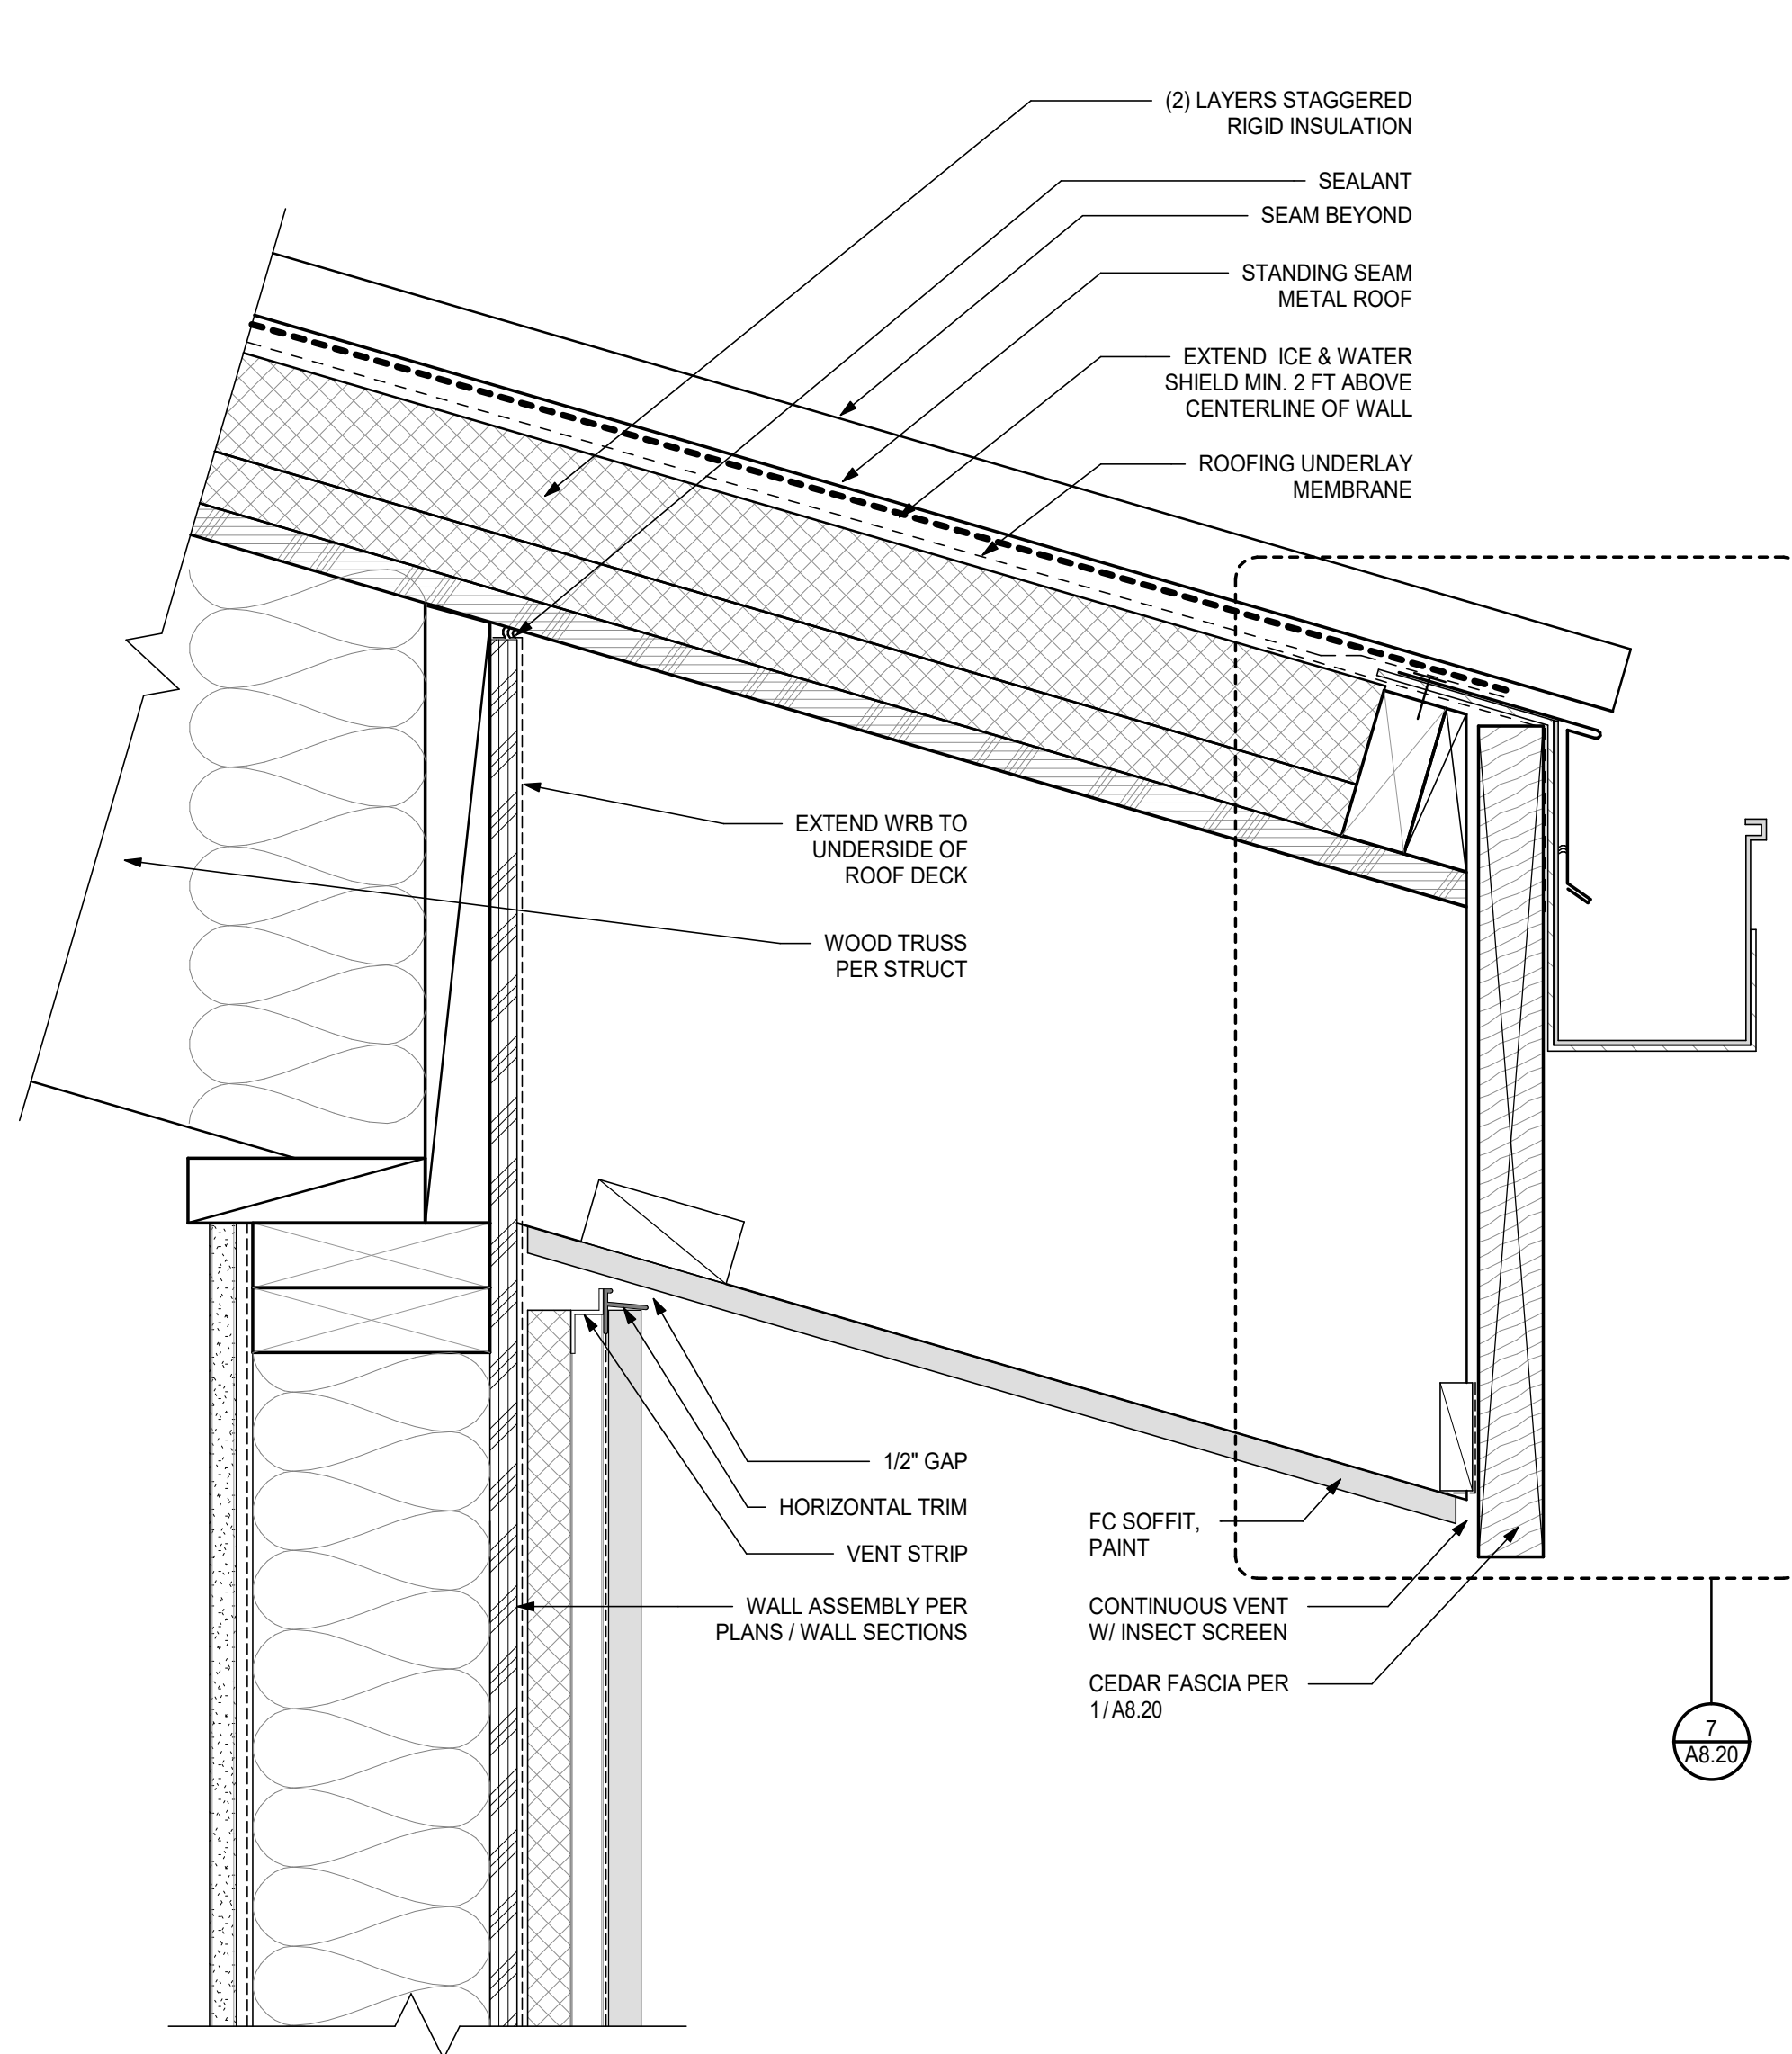 (2) LAYERS STAGGERED
RIGID INSULATION
SEALANT
SEAM BEYOND
STANDING SEAM
METAL ROOF
EXTEND ICE & WATER
SHIELD MIN. 2 FT ABOVE
CENTERLINE OF WALL
ROOFING UNDERLAY
MEMBRANE
EXTEND WRB TO
UNDERSIDE OF
ROOF DECK
WOOD TRUSS
PER STRUCT
1/2" GAP
HORIZONTAL TRIM
VENT STRIP
WALL ASSEMBLY PER
PLANS / WALL SECTIONS
FC SOFFIT,
PAINT
CONTINUOUS VENT
W/ INSECT SCREEN
CEDAR FASCIA PER
1/ A8.20
7
A8.20